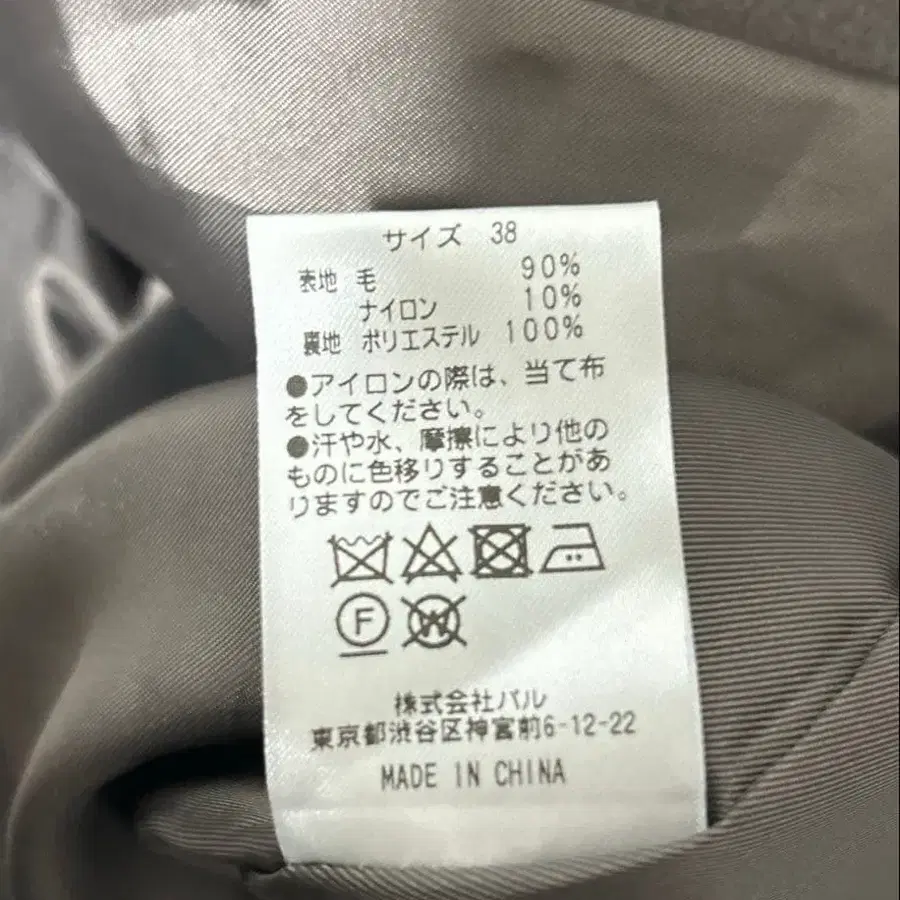 サイズ 38
表地 毛 90%
ナイロン 10%
裏地 ポリエステル 100%
●アイロンの際は、当て布
をしてください。
●汗や水、摩擦により他の
ものに色移りすることがあ
りますのでご注意ください。
F W
株式会社パル
東京都渋谷区神宮前6-12-22
MADE IN CHINA